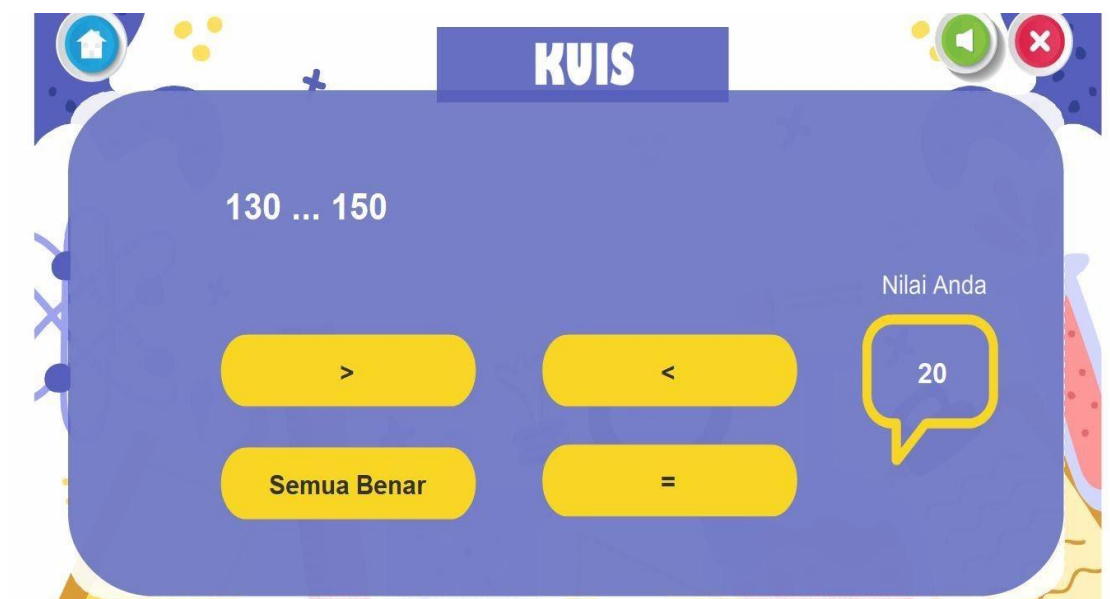 KUIS
130 ... 150
Nilai Anda
> <
20
Semua Benar =